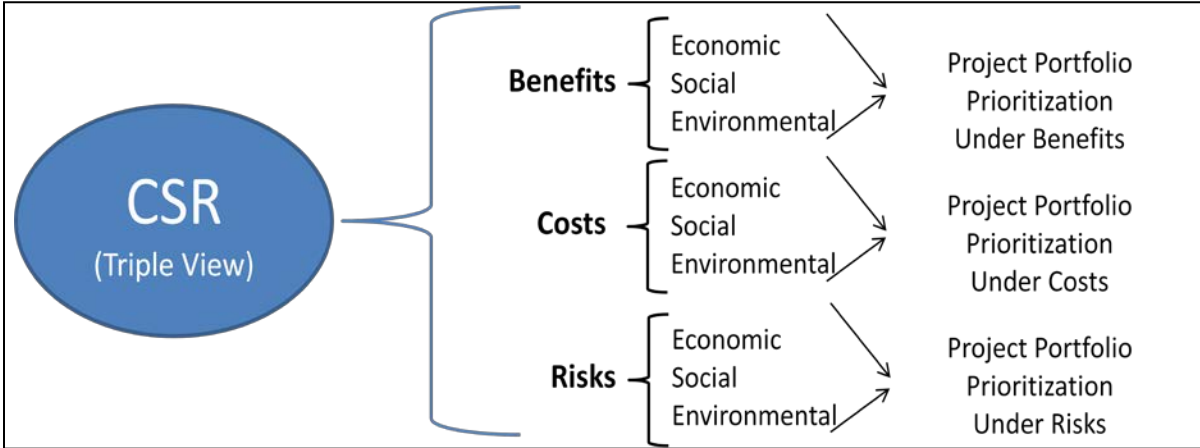 CSR
(Triple View)
Benefits
Economic
Social
Environmental
Project Portfolio
Prioritization
Under Benefits
Costs
Economic
Social
Environmental
Project Portfolio
Prioritization
Under Costs
Risks
Economic
Social
Environmental
Project Portfolio
Prioritization
Under Risks